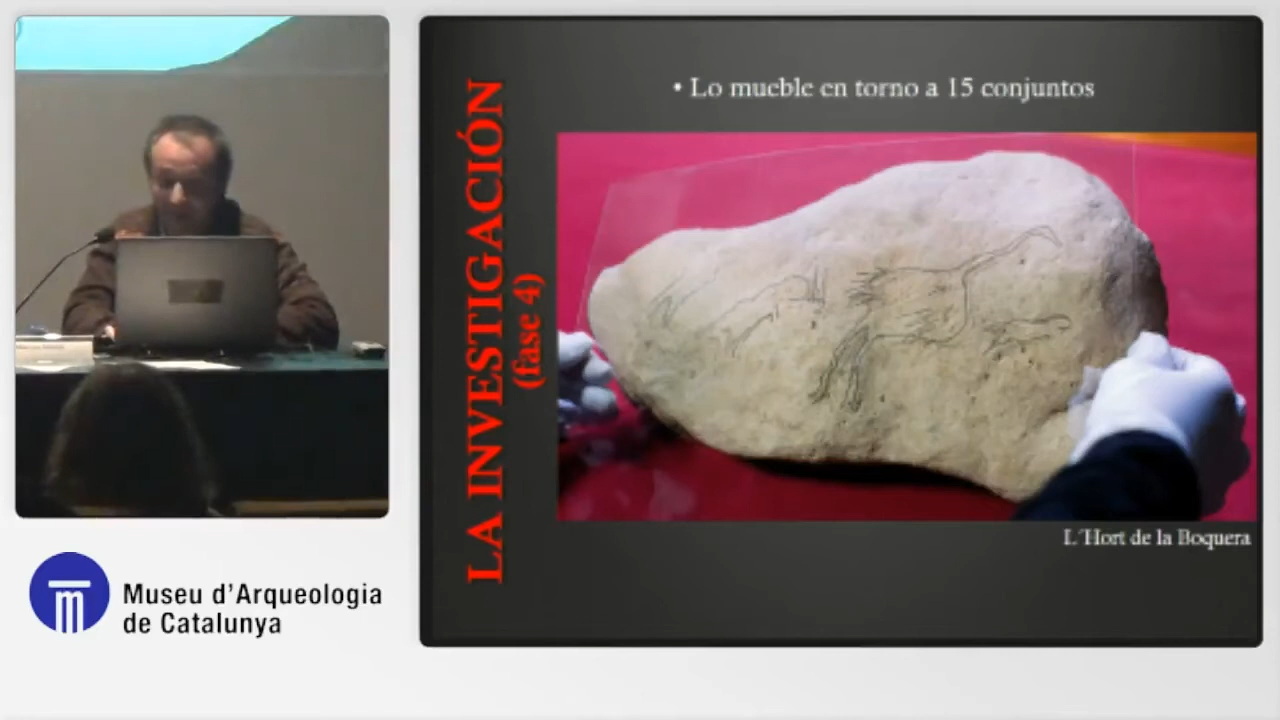 LA INVESTIGACIÓN
(fase 4)
• Lo mueble en torno a 15 conjuntos
L´Hort de la Boquera
Museu d’Arqueologia
de Catalunya